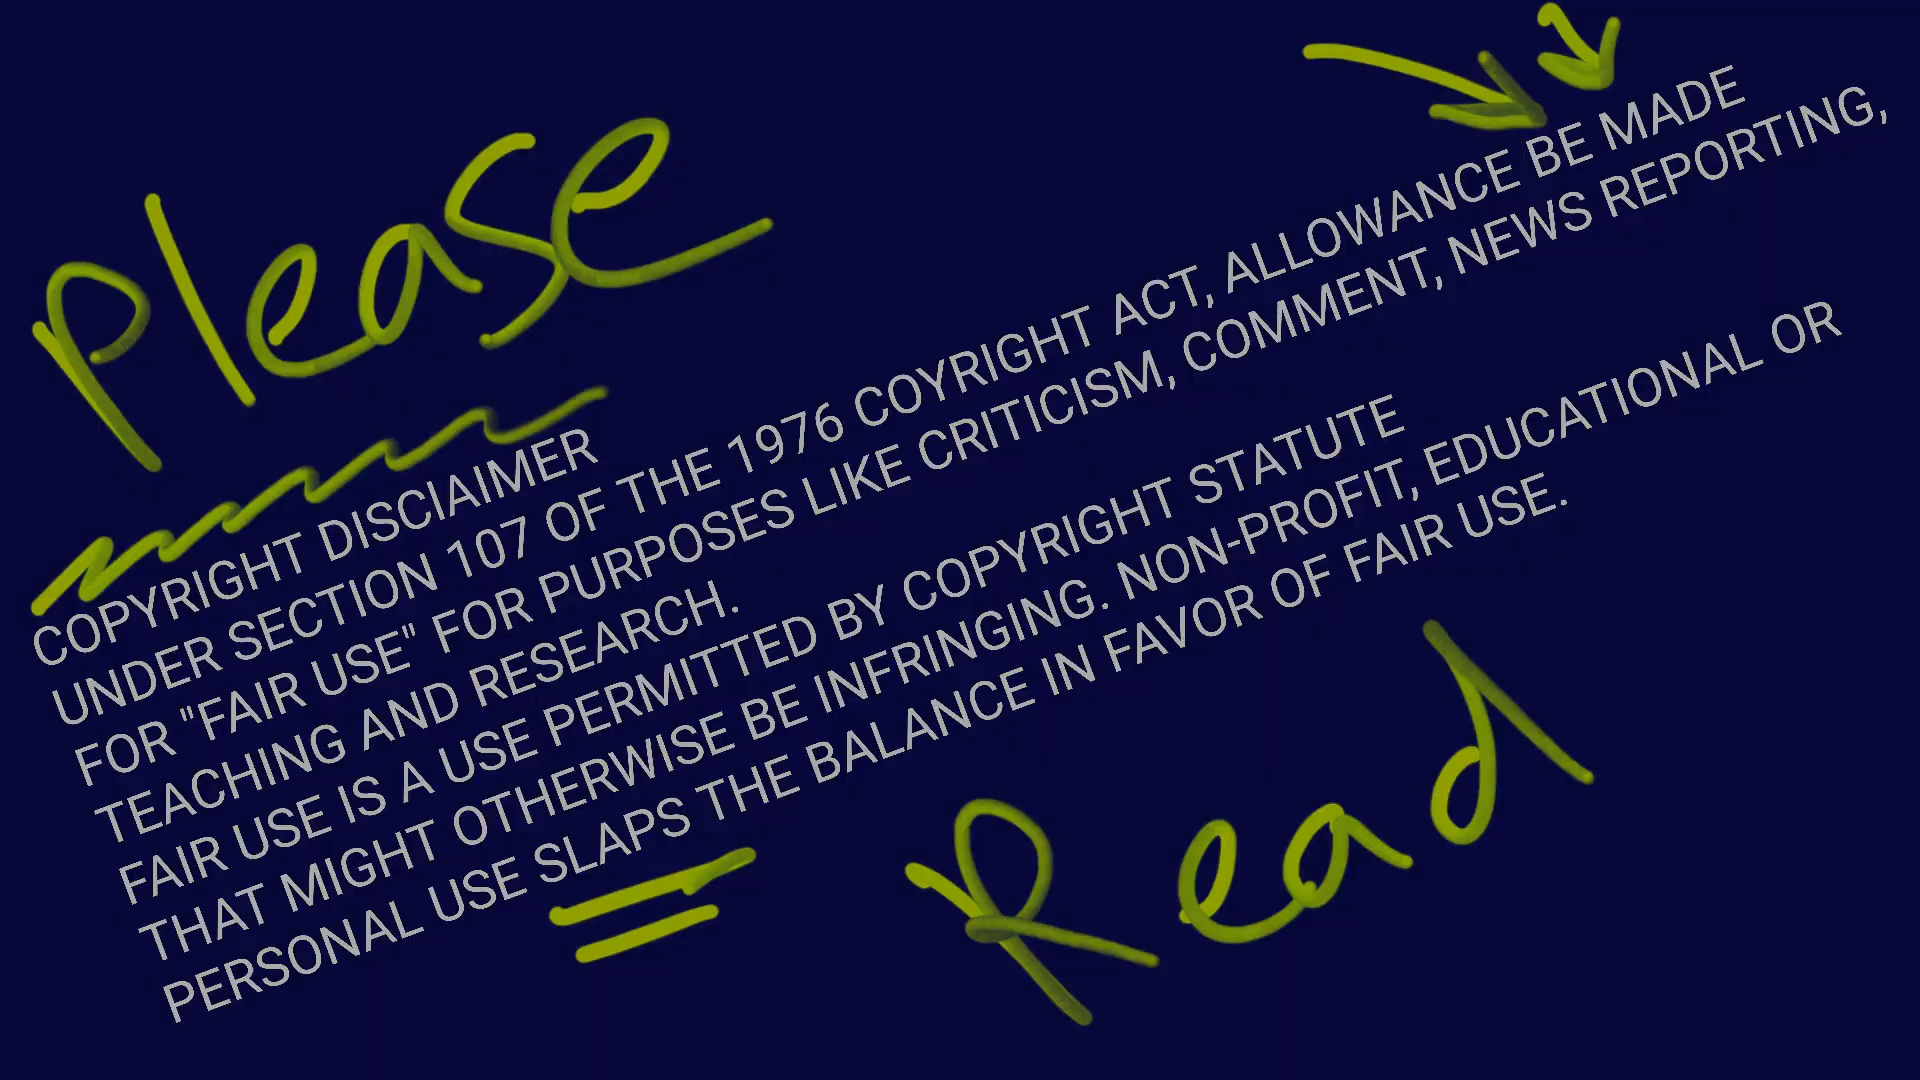 Please
COPYRIGHT DISCIAIMER
UNDER SECTION 107 OF THE 1976 COYRIGHT ACT, ALLOWANCE BE MADE
FOR "FAIR USE" FOR PURPOSES LIKE CRITICISM, COMMENT, NEWS REPORTING,
TEACHING AND RESEARCH.
FAIR USE IS A USE PERMITTED BY COPYRIGHT STATUTE
THAT MIGHT OTHERWISE BE INFRINGING. NON-PROFIT, EDUCATIONAL OR
PERSONAL USE SLAPS THE BALANCE IN FAVOR OF FAIR USE.
Read